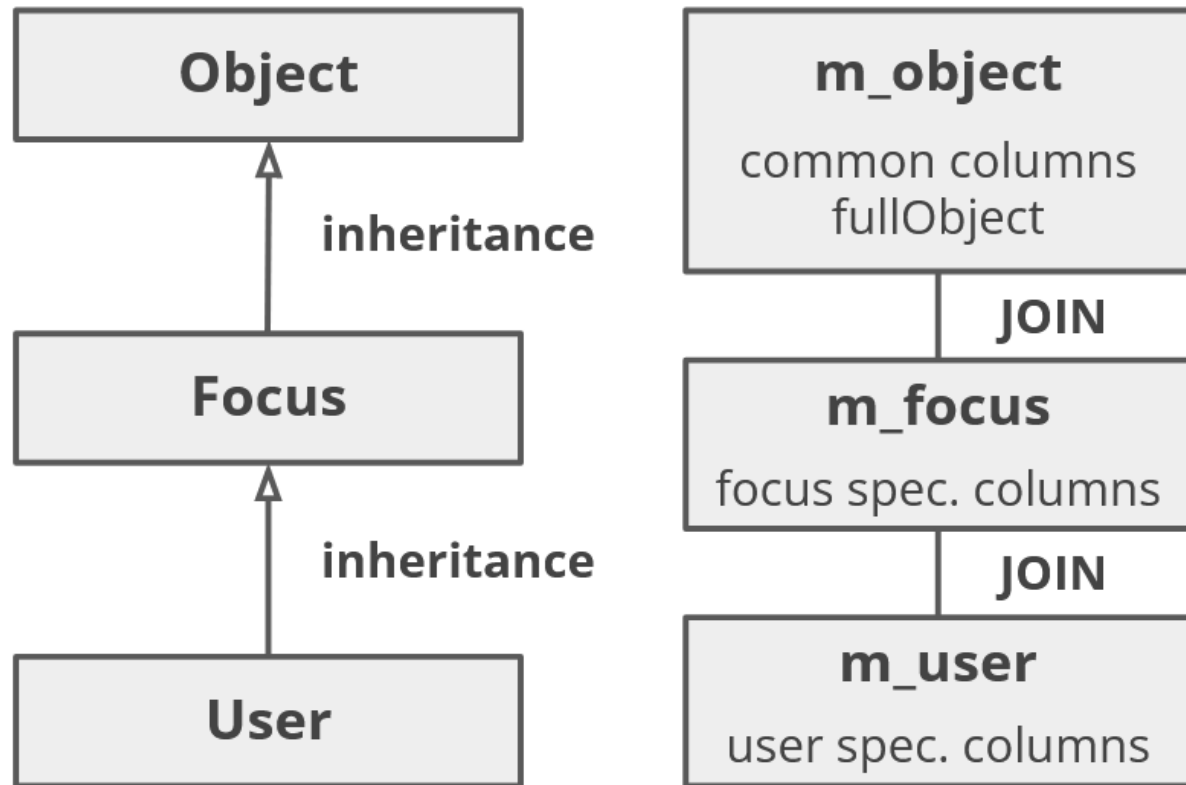 Object
inheritance
Focus
inheritance
User
m_object
common columns
fullObject
JOIN
m_focus
focus spec. columns
JOIN
m_user
user spec. columns